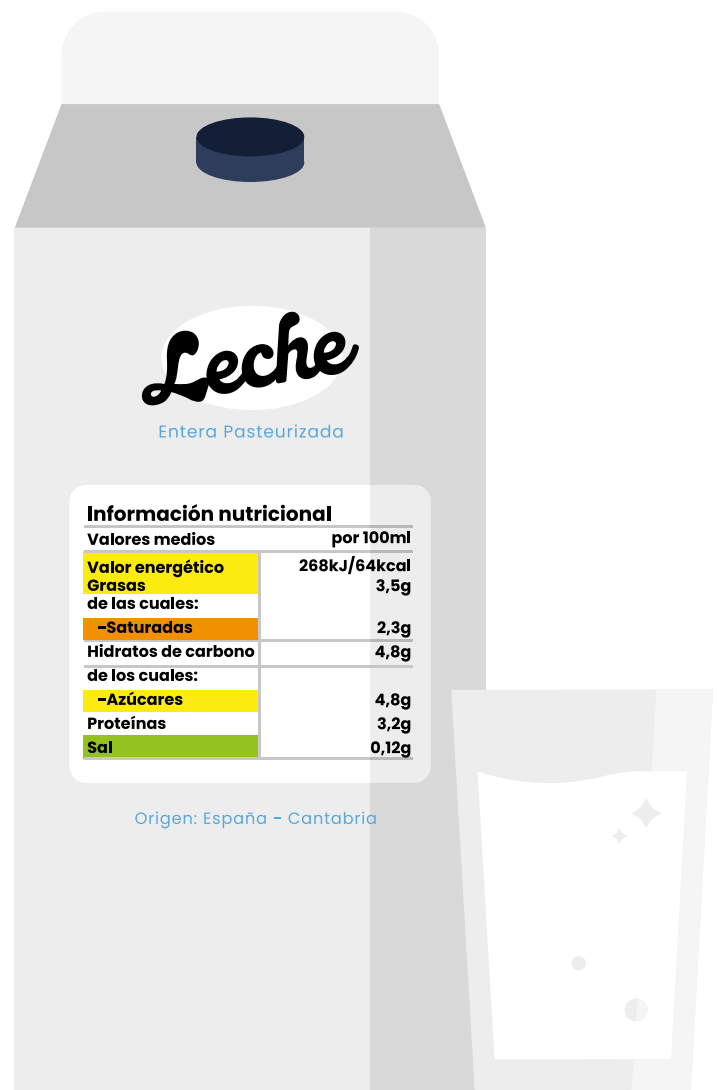 Leche
Entera Pasteurizada
Información nutricional
Valores medios por 100ml
Valor energético 268kJ/64kcal
Grasas 3,5g
de las cuales:
-Saturadas 2,3g
Hidratos de carbono 4,8g
de los cuales:
-Azúcares 4,8g
Proteínas 3,2g
Sal 0,12g
Origen: España - Cantabria